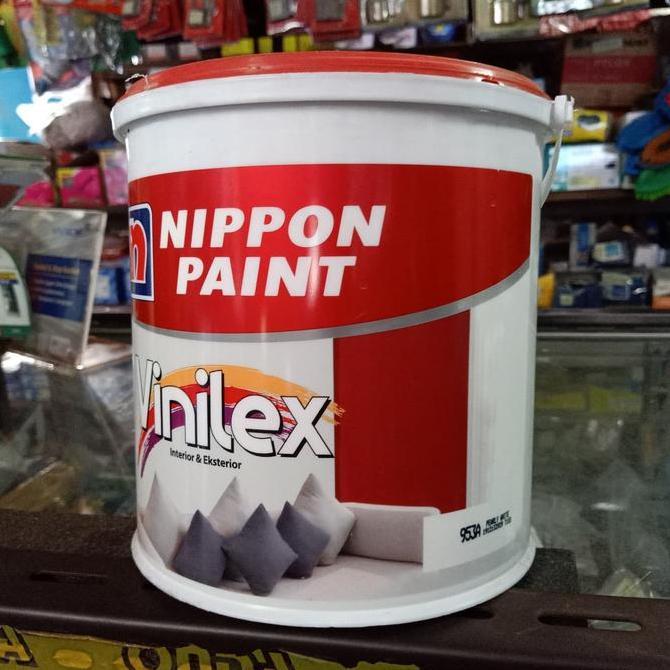 n
NIPPON
PAINT
Vinilex
Interior & Eksterior
953A